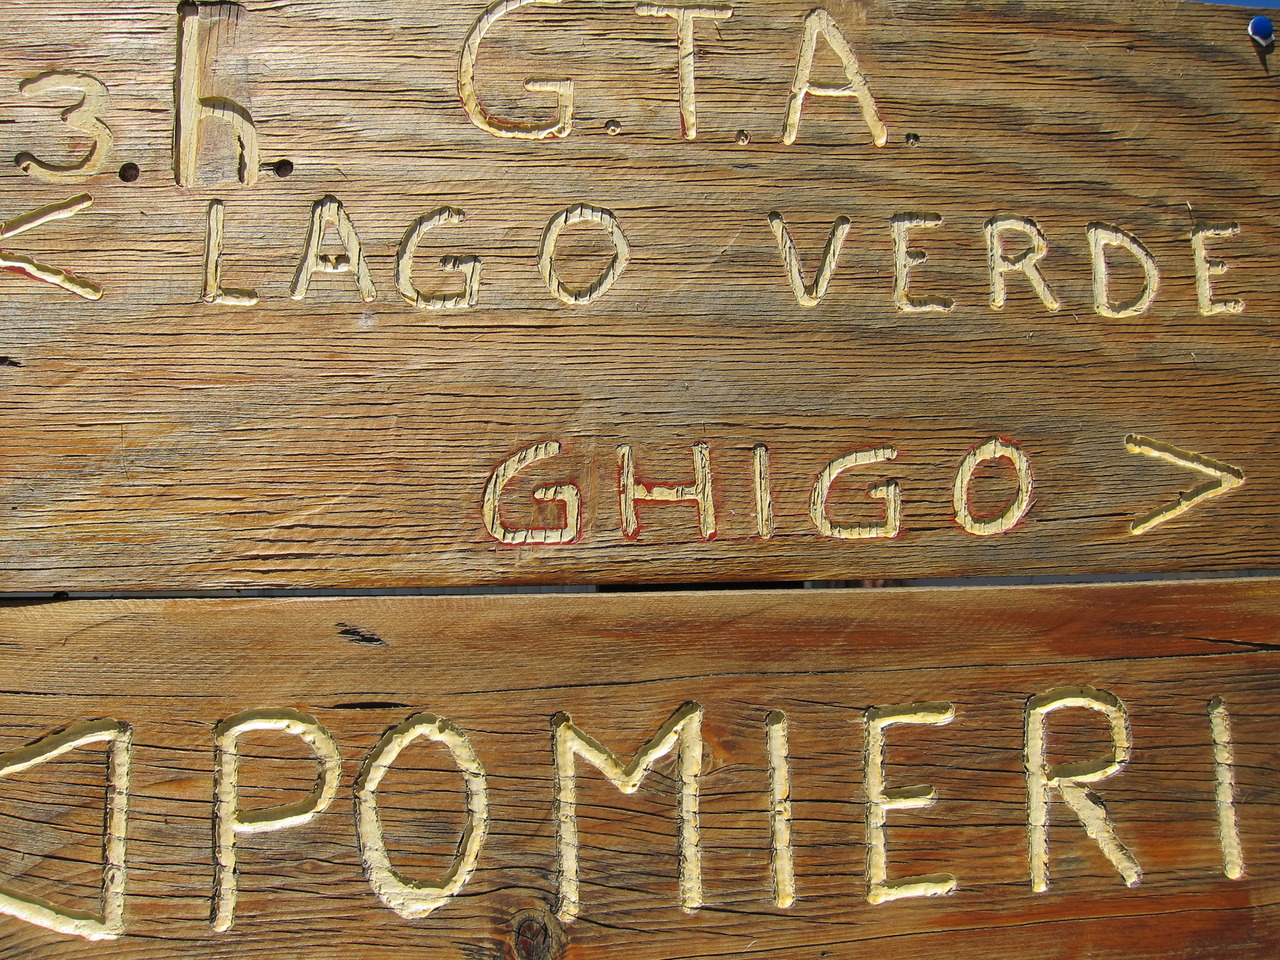 3.h. G.T.A.
< LAGO VERDE
GHIGO >
POMIERI